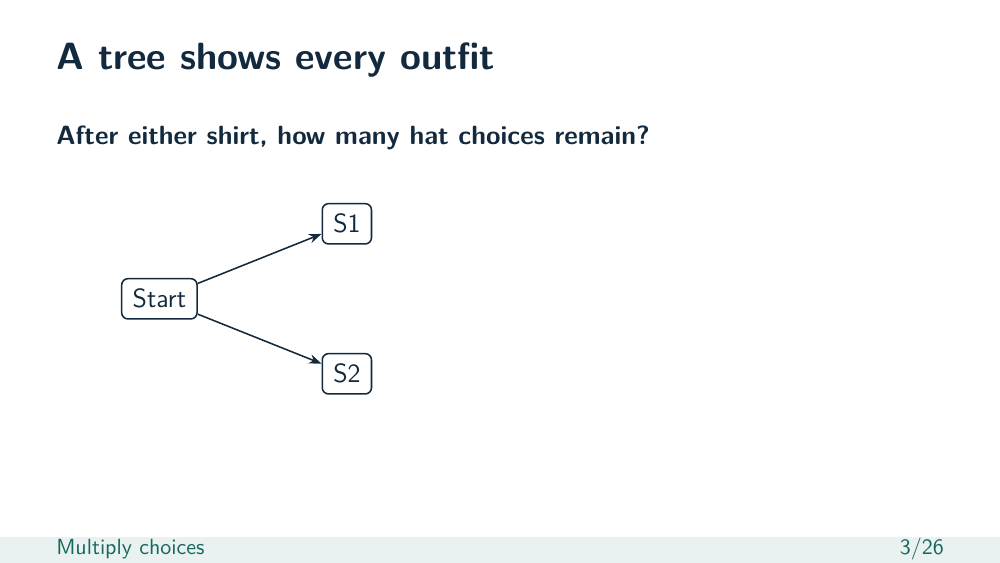 A tree shows every outfit
After either shirt, how many hat choices remain?
S1
Start
S2
Multiply choices
3/26